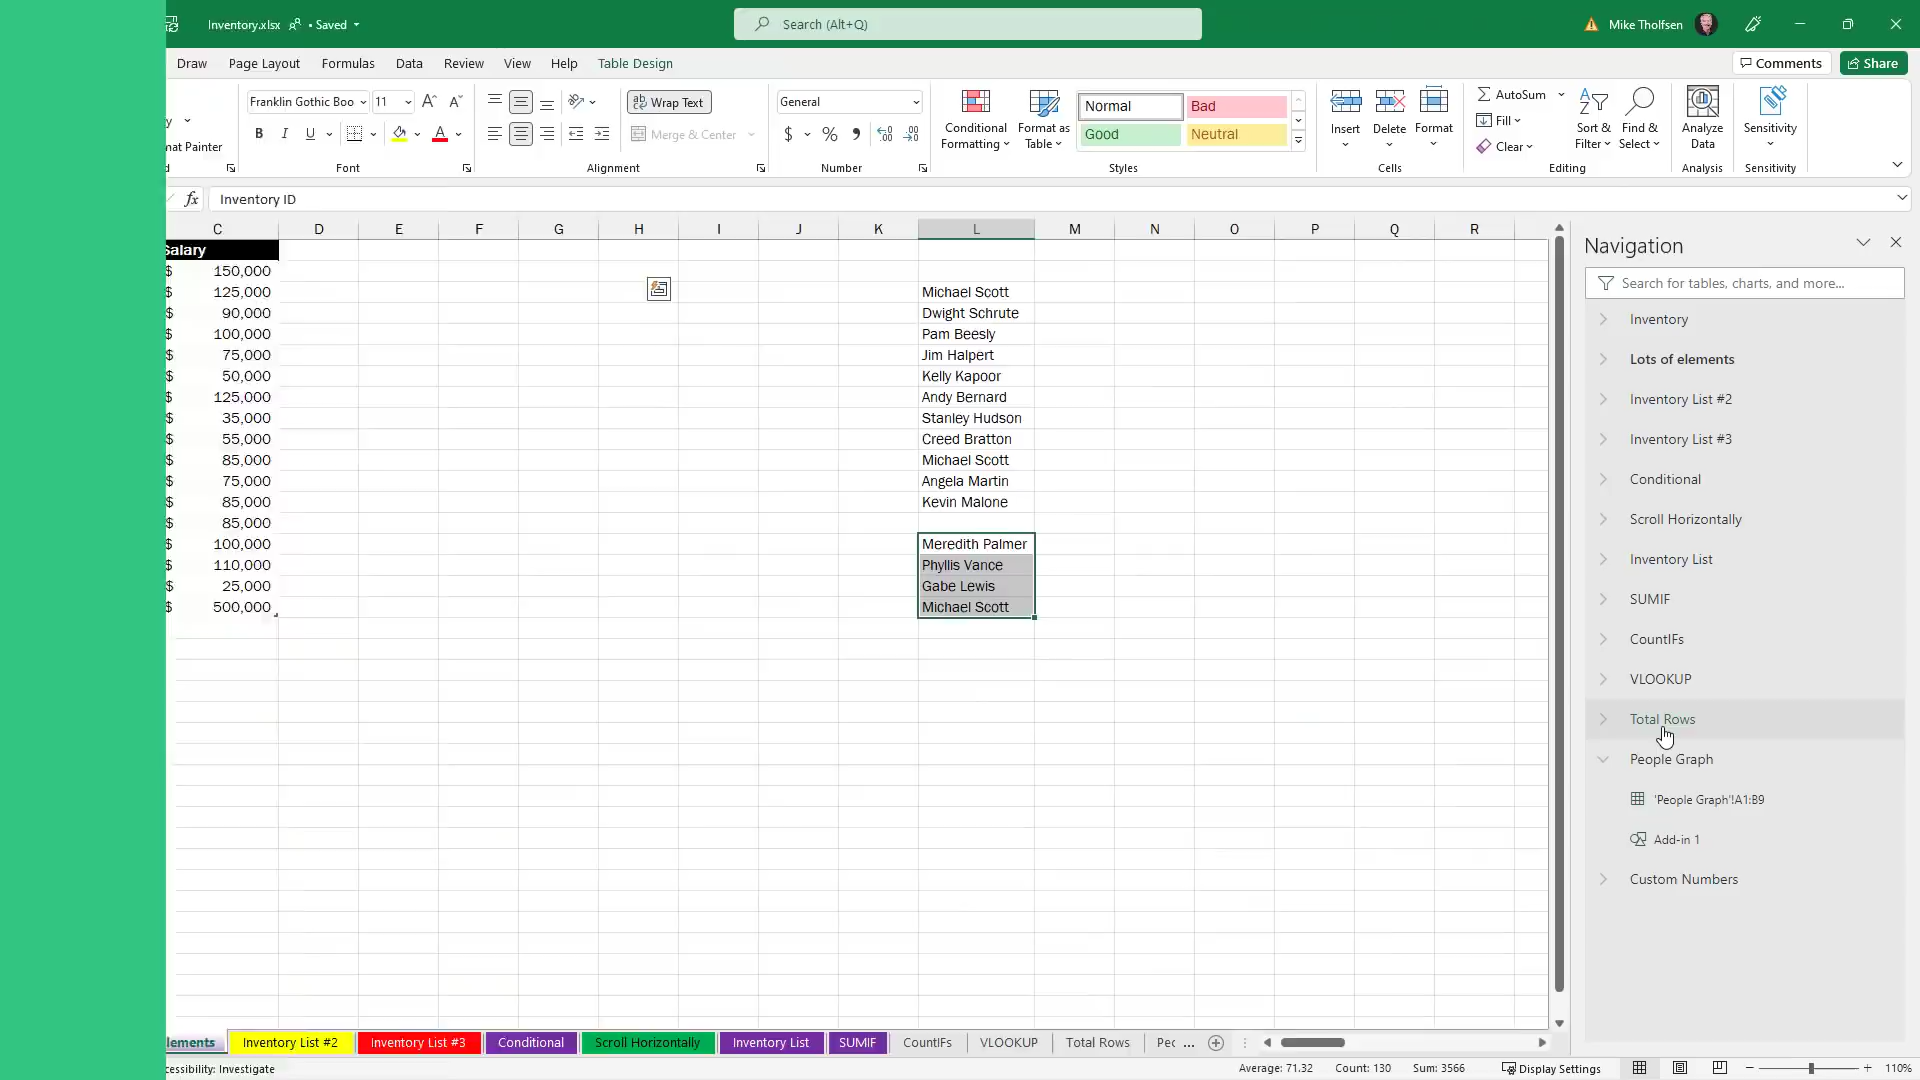 Inventory.xlsx • Saved
Search (Alt+Q)
Mike Tholfsen
Draw Page Layout Formulas Data Review View Help Table Design
Comments Share
Franklin Gothic Boo 11
Wrap Text
General
Normal Bad
Good Neutral
Conditional Formatting
Format as Table
Insert Delete Format
AutoSum
Fill
Clear
Sort & Filter
Find & Select
Analyze Data
Sensitivity
B I U
A
Merge & Center
$ % 9
mat Painter
Font Alignment Number Styles Cells Editing Analysis Sensitivity
fx Inventory ID
C D E F G H I J K L M N O P Q R
Salary
$ 150,000
$ 125,000 Michael Scott
$ 90,000 Dwight Schrute
$ 100,000 Pam Beesly
$ 75,000 Jim Halpert
$ 50,000 Kelly Kapoor
$ 125,000 Andy Bernard
$ 35,000 Stanley Hudson
$ 55,000 Creed Bratton
$ 85,000 Michael Scott
$ 75,000 Angela Martin
$ 85,000 Kevin Malone
$ 85,000
$ 100,000 Meredith Palmer
$ 110,000 Phyllis Vance
$ 25,000 Gabe Lewis
$ 500,000 Michael Scott
Navigation
Search for tables, charts, and more...
Inventory
Lots of elements
Inventory List #2
Inventory List #3
Conditional
Scroll Horizontally
Inventory List
SUMIF
CountIFs
VLOOKUP
Total Rows
People Graph
'People Graph'!A1:B9
Add-in 1
Custom Numbers
lements Inventory List #2 Inventory List #3 Conditional Scroll Horizontally Inventory List SUMIF CountIFs VLOOKUP Total Rows Pec ...
ccessibility: Investigate
Average: 71.32 Count: 130 Sum: 3566 Display Settings 110%